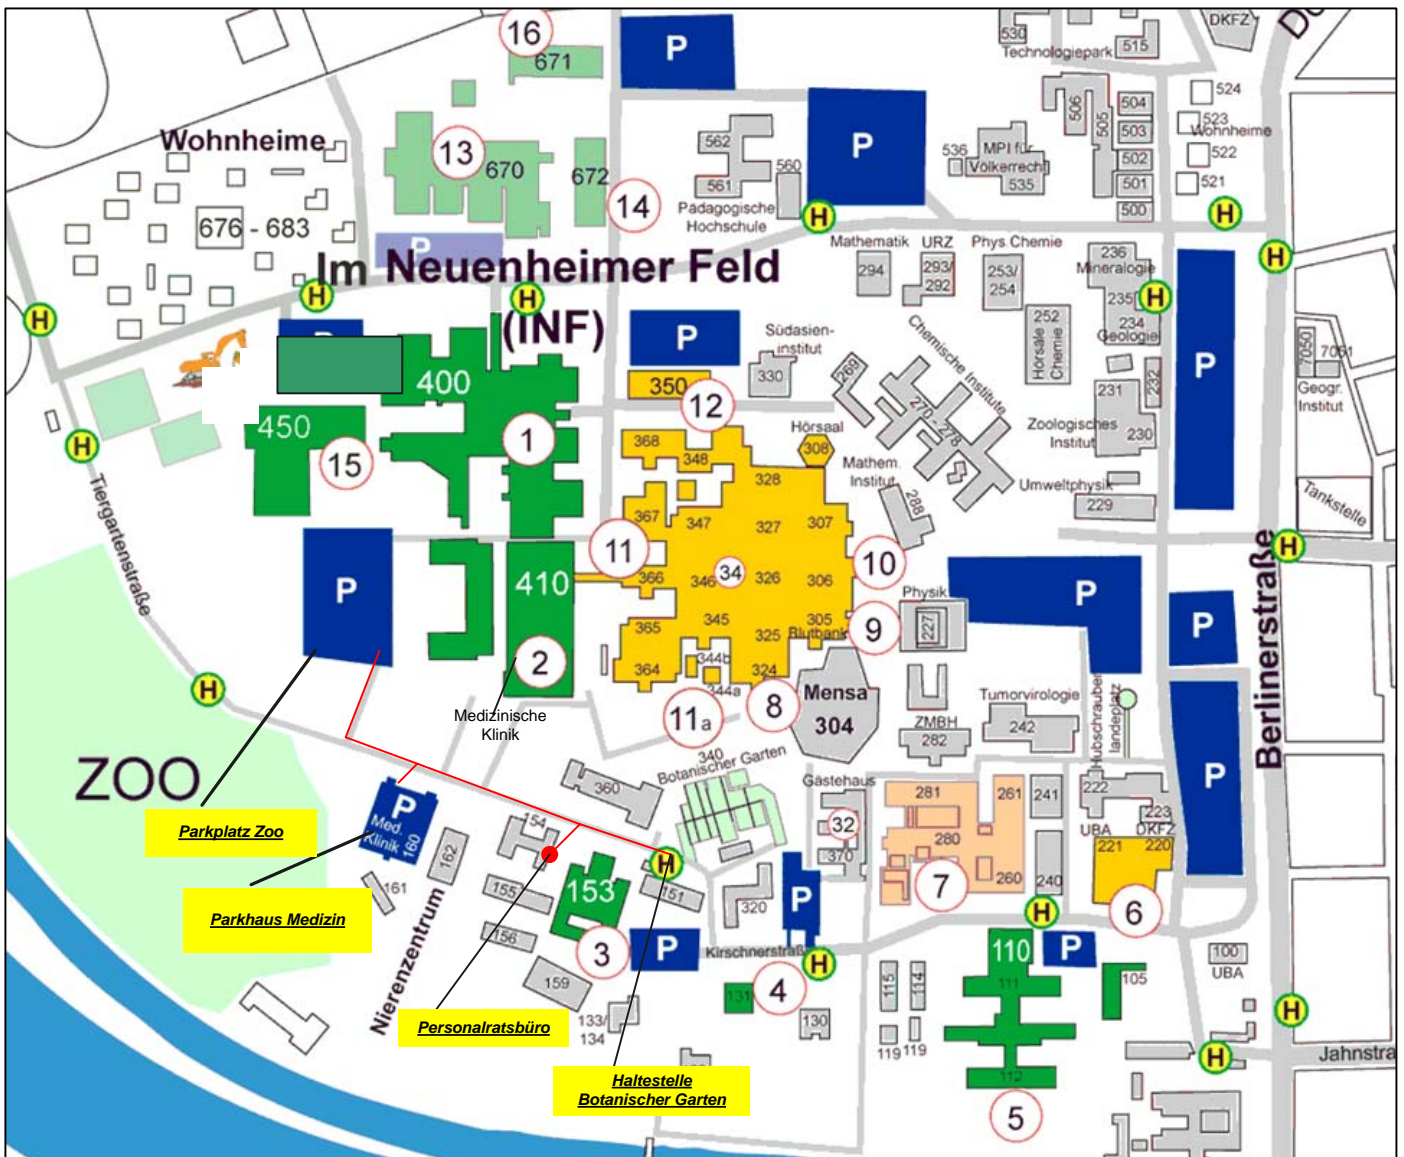 16
671
P
530
Technologiepark
515
DKFZ
Wohnheime
13
670
672
14
562
561
560
Pädagogische
Hochschule
P
H
536
MPI für
Völkerrecht
535
506
505
504
503
502
501
500
524
523
Wohnheime
522
521
H
H
676 - 683
P
Im Neuenheimer Feld
(INF)
H
H
H
Mathematik
294
URZ
293/
292
Phys.Chemie
253/
254
252
Hörsäle
Chemie
236
Mineralogie
235
H
234
Geologie
P
7050
7061
Geogr.
Institut
P
400
P
Südasien-
institut
330
350
12
269
Chemische Institute
270 - 278
231
232
Zoologisches
Institut
230
H
450
15
1
368
348
Hörsaal
308
328
Mathem.
Institut
288
Umweltphysik
229
Tankstelle
Tiergartenstraße
367
347
327
307
11
10
H
Berlinerstraße
P
410
366
346
34
326
306
Physik
227
P
P
365
345
325
305
Blutbank
9
2
364
344b
344a
324
8
11a
Mensa
304
ZMBH
282
Tumorvirologie
242
Hubschrauber
landeplatz
H
Medizinische
Klinik
ZOO
340
Botanischer Garten
360
Gästehaus
32
370
281
261
280
260
7
241
240
222
223
UBA
DKFZ
221
220
6
P
P
Med.
Klinik
160
Parkplatz Zoo
162
161
154
155
156
153
151
H
320
P
H
Parkhaus Medizin
Nierenzentrum
159
3
P
Kirschnerstraße
H
4
131
130
133/
134
115
114
119
119
110
111
112
P
105
100
UBA
H
H
Jahnstra
5
Personalratsbüro
Haltestelle
Botanischer Garten